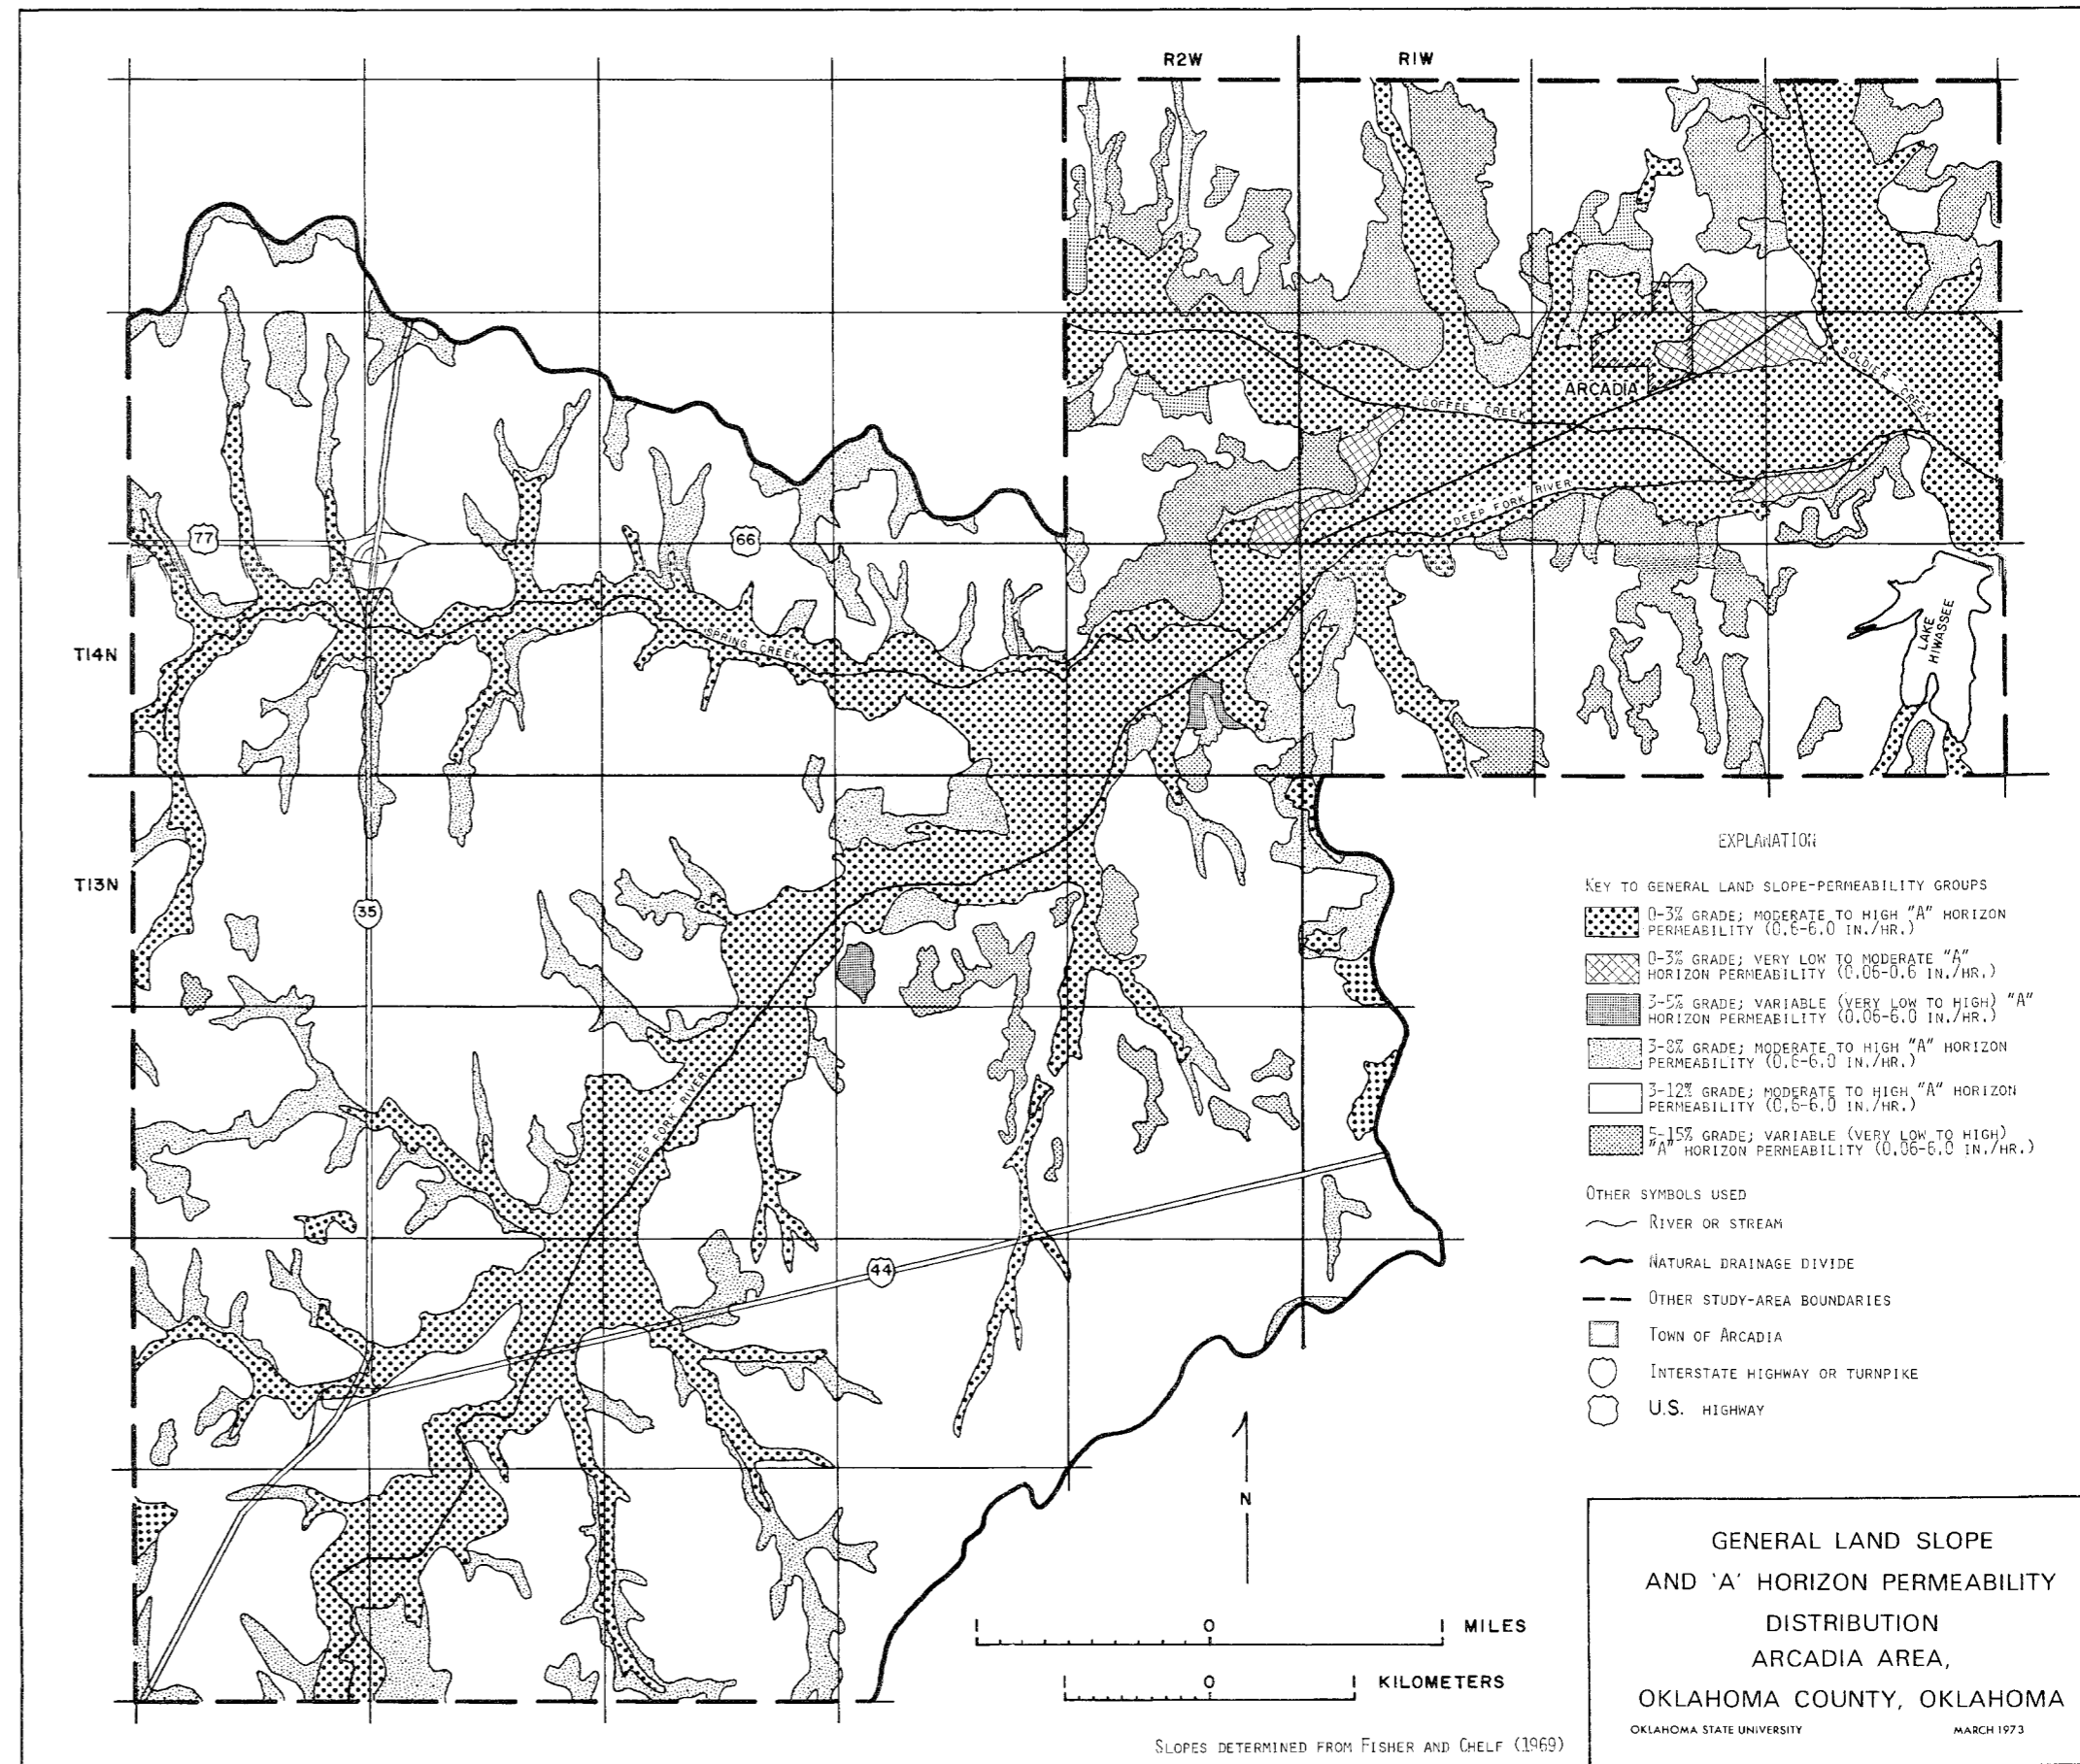 R2W
R1W
ARCADIA
SOLDIER CREEK
COFFEE CREEK
DEEP FORK RIVER
77
66
LAKE
HIWASSEE
SPRING CREEK
T14N
T13N
35
DEEP FORK RIVER
44
EXPLANATION
KEY TO GENERAL LAND SLOPE-PERMEABILITY GROUPS
0-3% GRADE; MODERATE TO HIGH "A" HORIZON
PERMEABILITY (0.6-6.0 IN./HR.)
0-3% GRADE; VERY LOW TO MODERATE "A"
HORIZON PERMEABILITY (0.06-0.6 IN./HR.)
3-5% GRADE; VARIABLE (VERY LOW TO HIGH) "A"
HORIZON PERMEABILITY (0.06-6.0 IN./HR.)
3-8% GRADE; MODERATE TO HIGH "A" HORIZON
PERMEABILITY (0.6-6.0 IN./HR.)
3-12% GRADE; MODERATE TO HIGH "A" HORIZON
PERMEABILITY (0.6-6.0 IN./HR.)
5-15% GRADE; VARIABLE (VERY LOW TO HIGH)
"A" HORIZON PERMEABILITY (0.06-6.0 IN./HR.)
OTHER SYMBOLS USED
RIVER OR STREAM
NATURAL DRAINAGE DIVIDE
OTHER STUDY-AREA BOUNDARIES
TOWN OF ARCADIA
INTERSTATE HIGHWAY OR TURNPIKE
U.S. HIGHWAY
N
1 0 1 MILES
1 0 1 KILOMETERS
SLOPES DETERMINED FROM FISHER AND CHELF (1969)
GENERAL LAND SLOPE
AND 'A' HORIZON PERMEABILITY
DISTRIBUTION
ARCADIA AREA,
OKLAHOMA COUNTY, OKLAHOMA
OKLAHOMA STATE UNIVERSITY MARCH 1973